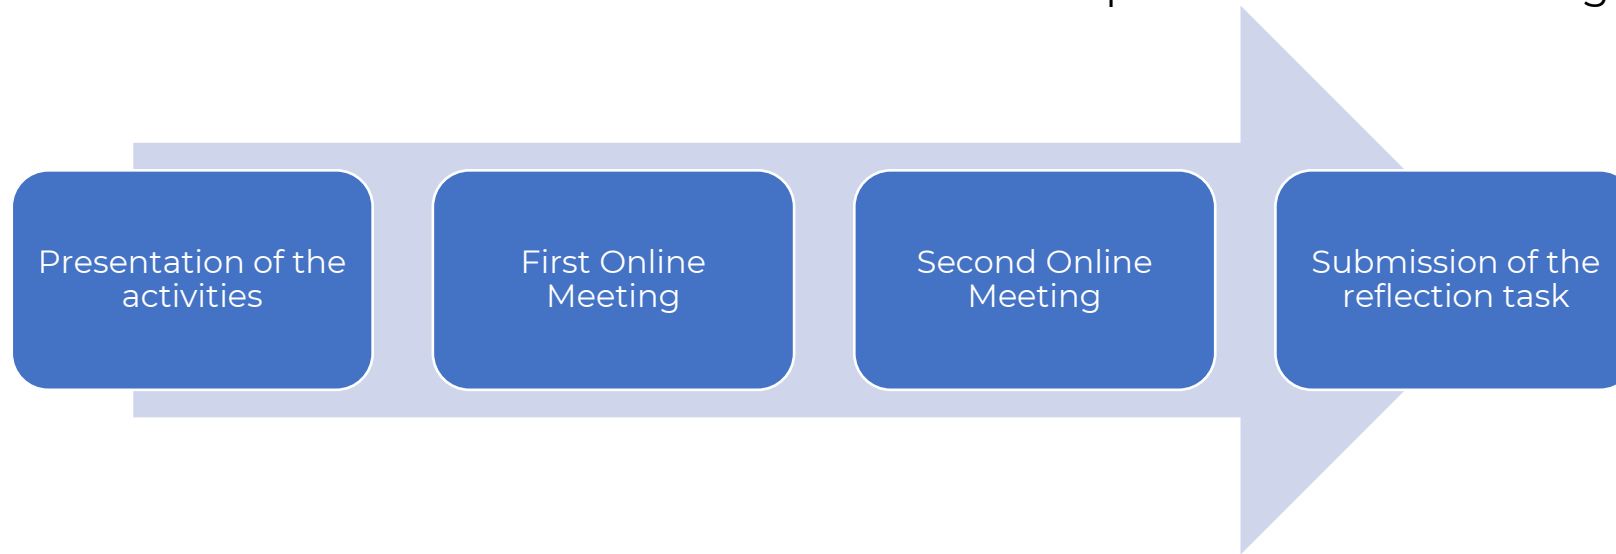 Presentation of the
activities
First Online
Meeting
Second Online
Meeting
Submission of the
reflection task